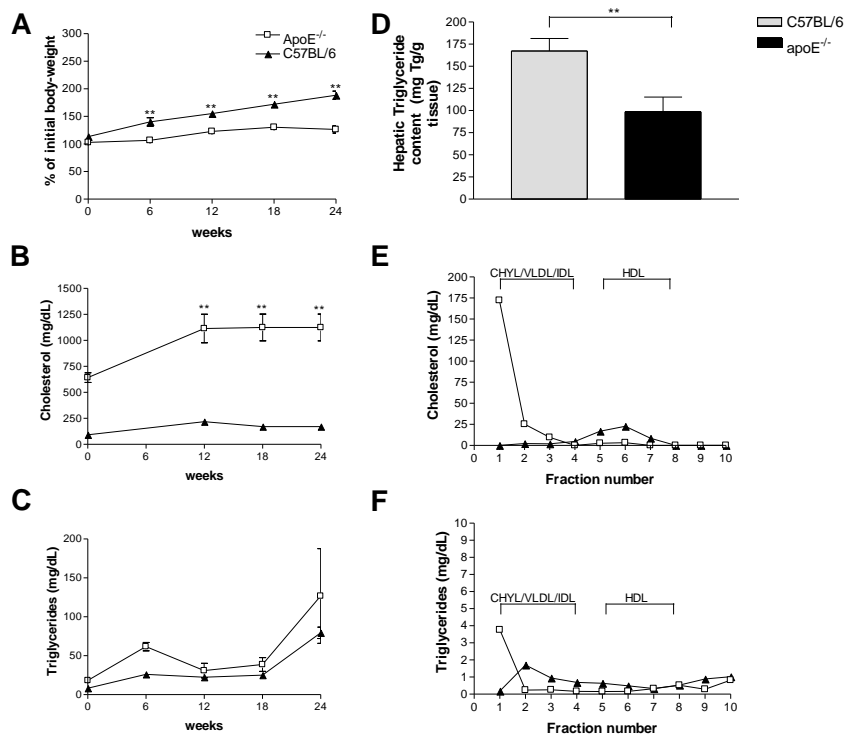 A
ApoE-/-
C57BL/6
% of initial body-weight
250
200
150
100
50
0
**
**
**
**
0 6 12 18 24
weeks
D
Hepatic Triglyceride
content (mg Tg/g
tissue)
200
175
150
125
100
75
50
25
0
**
C57BL/6
apoE-/-
B
Cholesterol (mg/dL)
1500
1250
1000
750
500
250
0
** ** **
0 6 12 18 24
weeks
E
Cholesterol (mg/dL)
200
175
150
125
100
75
50
25
0
CHYL/VLDL/IDL HDL
0 1 2 3 4 5 6 7 8 9 10
Fraction number
C
Triglycerides (mg/dL)
200
150
100
50
0
0 6 12 18 24
weeks
F
Triglycerides (mg/dL)
10
9
8
7
6
5
4
3
2
1
0
CHYL/VLDL/IDL HDL
0 1 2 3 4 5 6 7 8 9 10
Fraction number